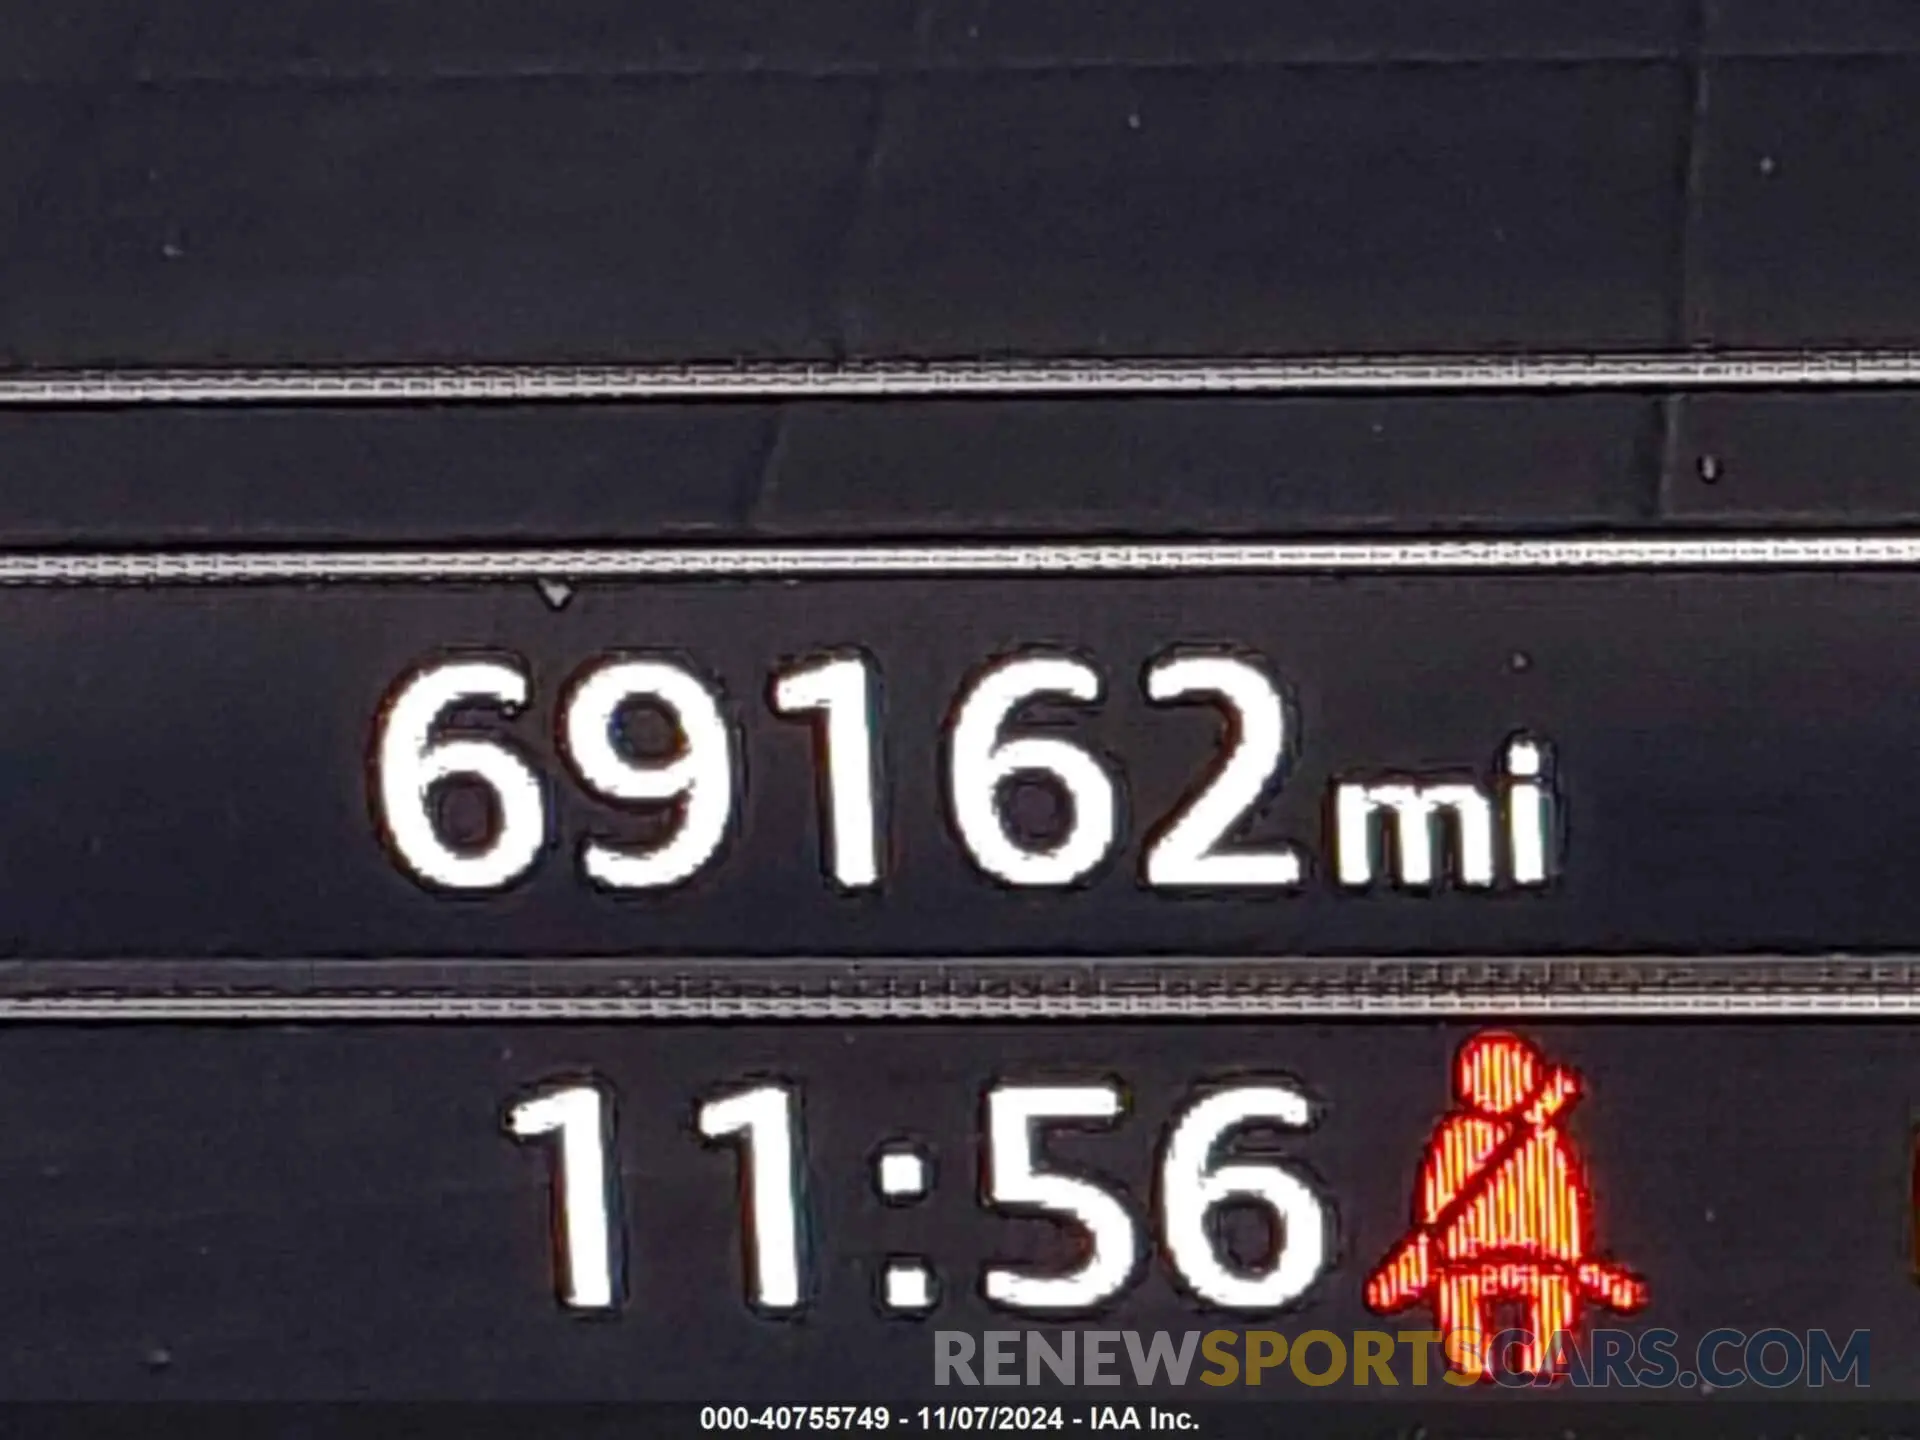 69162mi
11:56
RENEWSPORTSCARS.COM
000-40755749 - 11/07/2024 - IAA Inc.